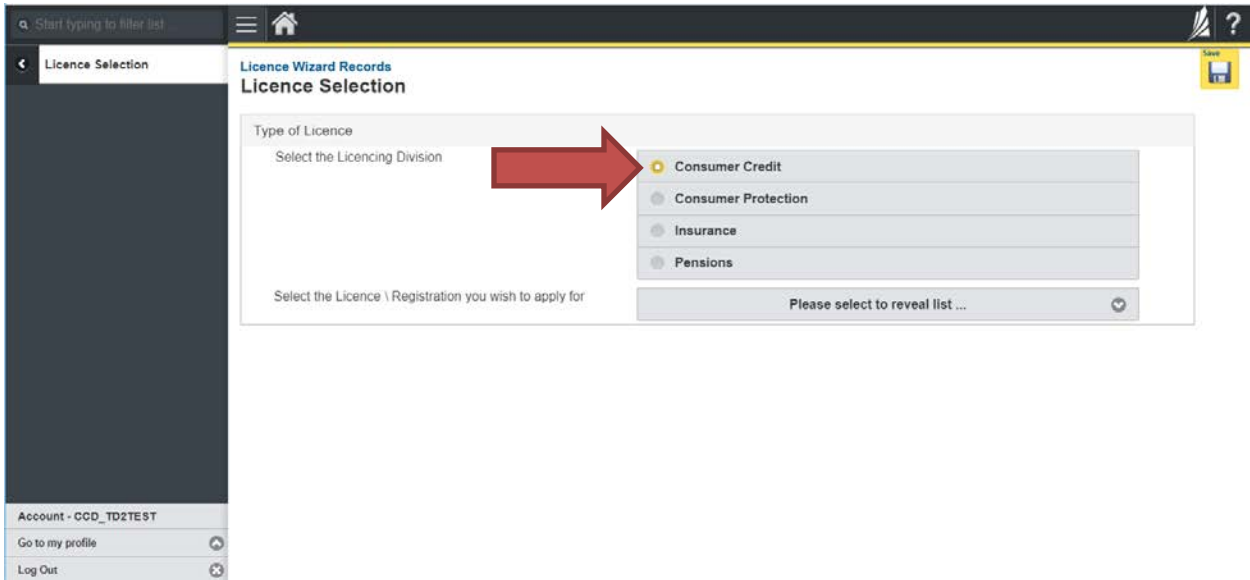 Start typing to filter list ...
Licence Selection
Licence Wizard Records
Licence Selection
Save
Type of Licence
Select the Licencing Division
Consumer Credit
Consumer Protection
Insurance
Pensions
Select the Licence \ Registration you wish to apply for
Please select to reveal list ...
Account - CCD_TD2TEST
Go to my profile
Log Out
?